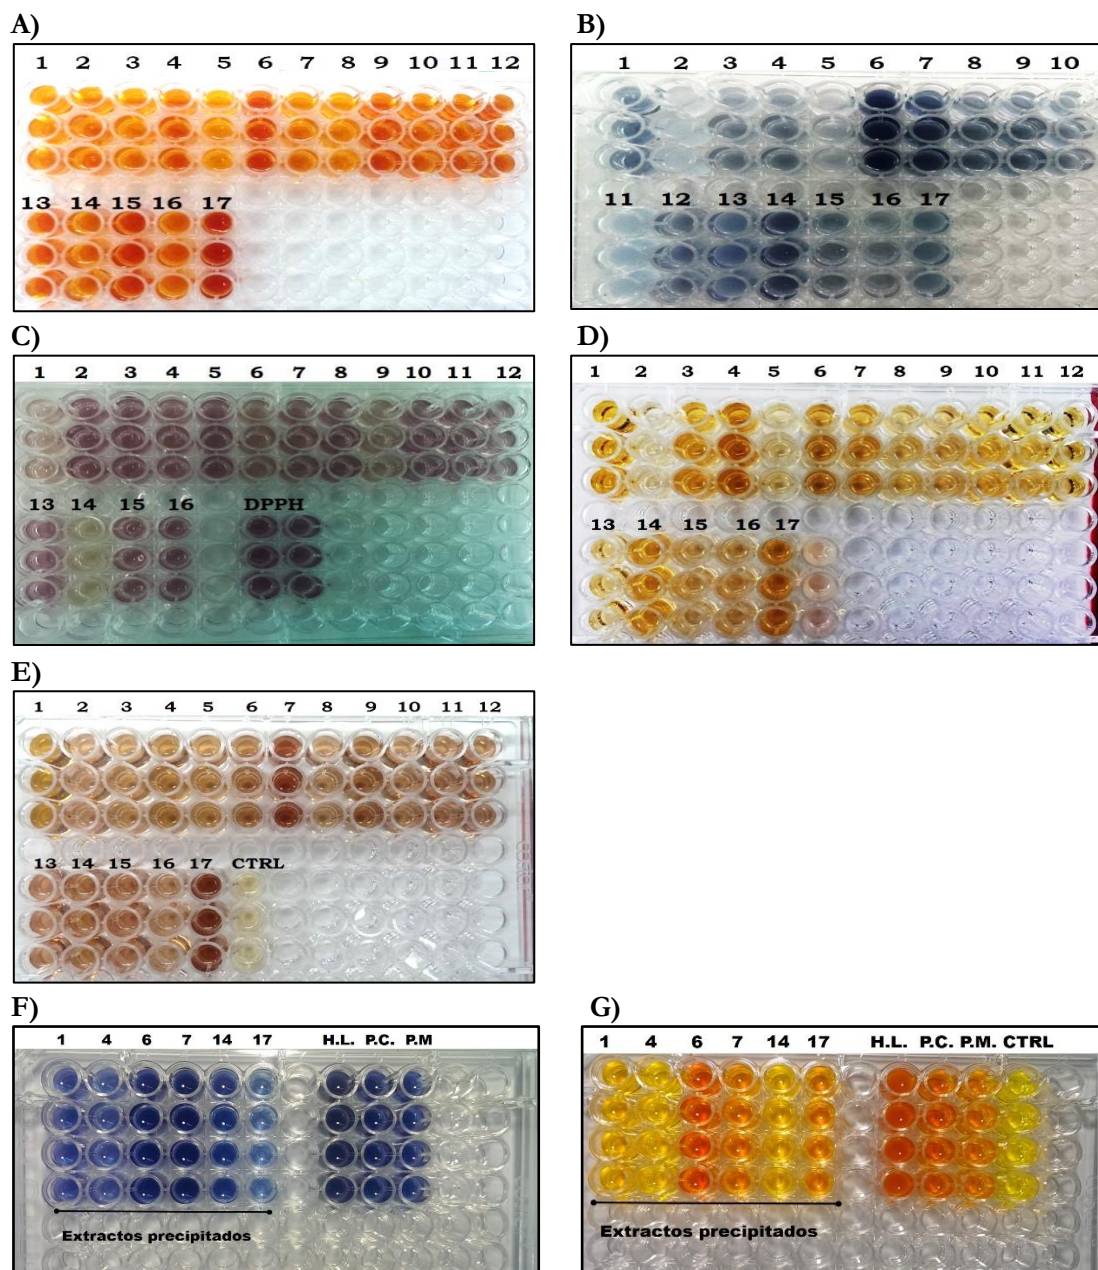 A)
1 2 3 4 5 6 7 8 9 10 11 12
13 14 15 16 17
B)
1 2 3 4 5 6 7 8 9 10
11 12 13 14 15 16 17
C)
1 2 3 4 5 6 7 8 9 10 11 12
13 14 15 16 DPPH
D)
1 2 3 4 5 6 7 8 9 10 11 12
13 14 15 16 17
E)
1 2 3 4 5 6 7 8 9 10 11 12
13 14 15 16 17 CTRL
F)
1 4 6 7 14 17 H.L. P.C. P.M
Extractos precipitados
G)
1 4 6 7 14 17 H.L. P.C. P.M. CTRL
Extractos precipitados